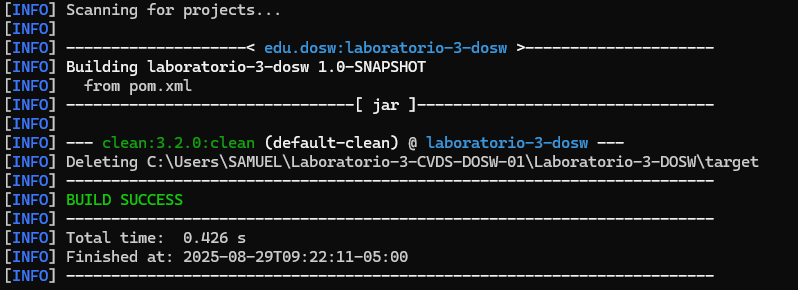 [INFO] Scanning for projects...
[INFO]
[INFO] --------------------< edu.dosw:laboratorio-3-dosw >---------------------
[INFO] Building laboratorio-3-dosw 1.0-SNAPSHOT
[INFO]   from pom.xml
[INFO] --------------------------------[ jar ]---------------------------------
[INFO]
[INFO] --- clean:3.2.0:clean (default-clean) @ laboratorio-3-dosw ---
[INFO] Deleting C:\Users\SAMUEL\Laboratorio-3-CVDS-DOSW-01\Laboratorio-3-DOSW\target
[INFO] ------------------------------------------------------------------------
[INFO] BUILD SUCCESS
[INFO] ------------------------------------------------------------------------
[INFO] Total time:  0.426 s
[INFO] Finished at: 2025-08-29T09:22:11-05:00
[INFO] ------------------------------------------------------------------------